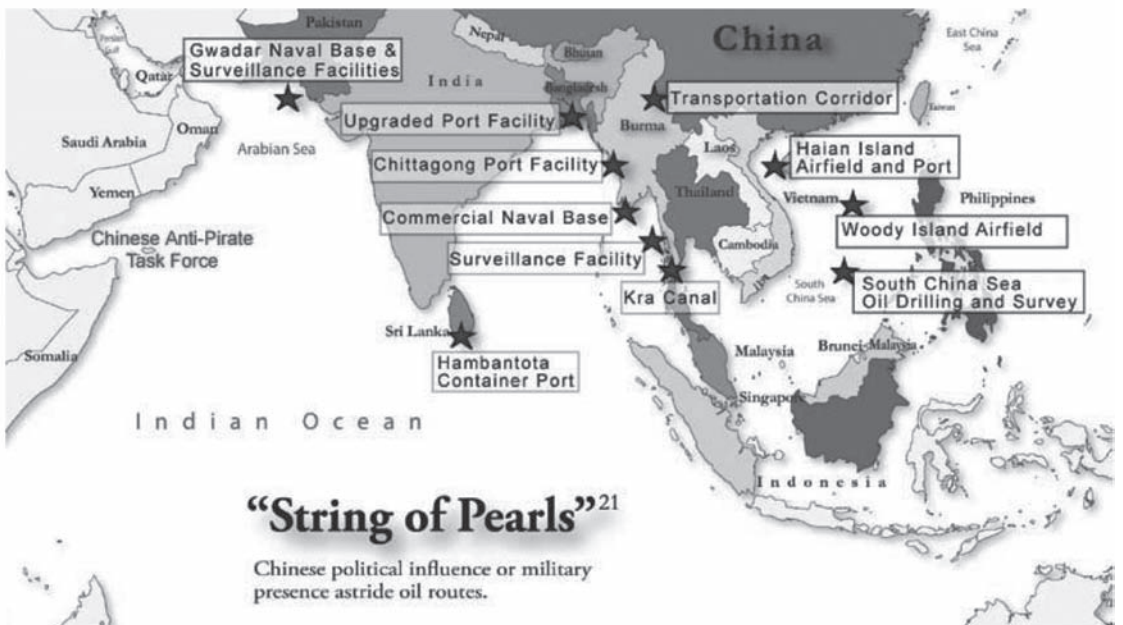 Pakistan
Nepal
China
East China
Sea
Persian
Gulf
Gwadar Naval Base &
Surveillance Facilities
Qatar
India
Bhutan
Bangladesh
Transportation Corridor
Taiwan
Upgraded Port Facility
Burma
Saudi Arabia
Oman
Arabian Sea
Laos
Haian Island
Airfield and Port
Chittagong Port Facility
Thailand
Yemen
Vietnam
Philippines
Commercial Naval Base
Woody Island Airfield
Chinese Anti-Pirate
Task Force
Cambodia
Surveillance Facility
South
China Sea
South China Sea
Oil Drilling and Survey
Kra Canal
Sri Lanka
Somalia
Malaysia
Brunei
Malaysia
Hambantota
Container Port
Singapore
Indian Ocean
Indonesia
“String of Pearls”21
Chinese political influence or military
presence astride oil routes.